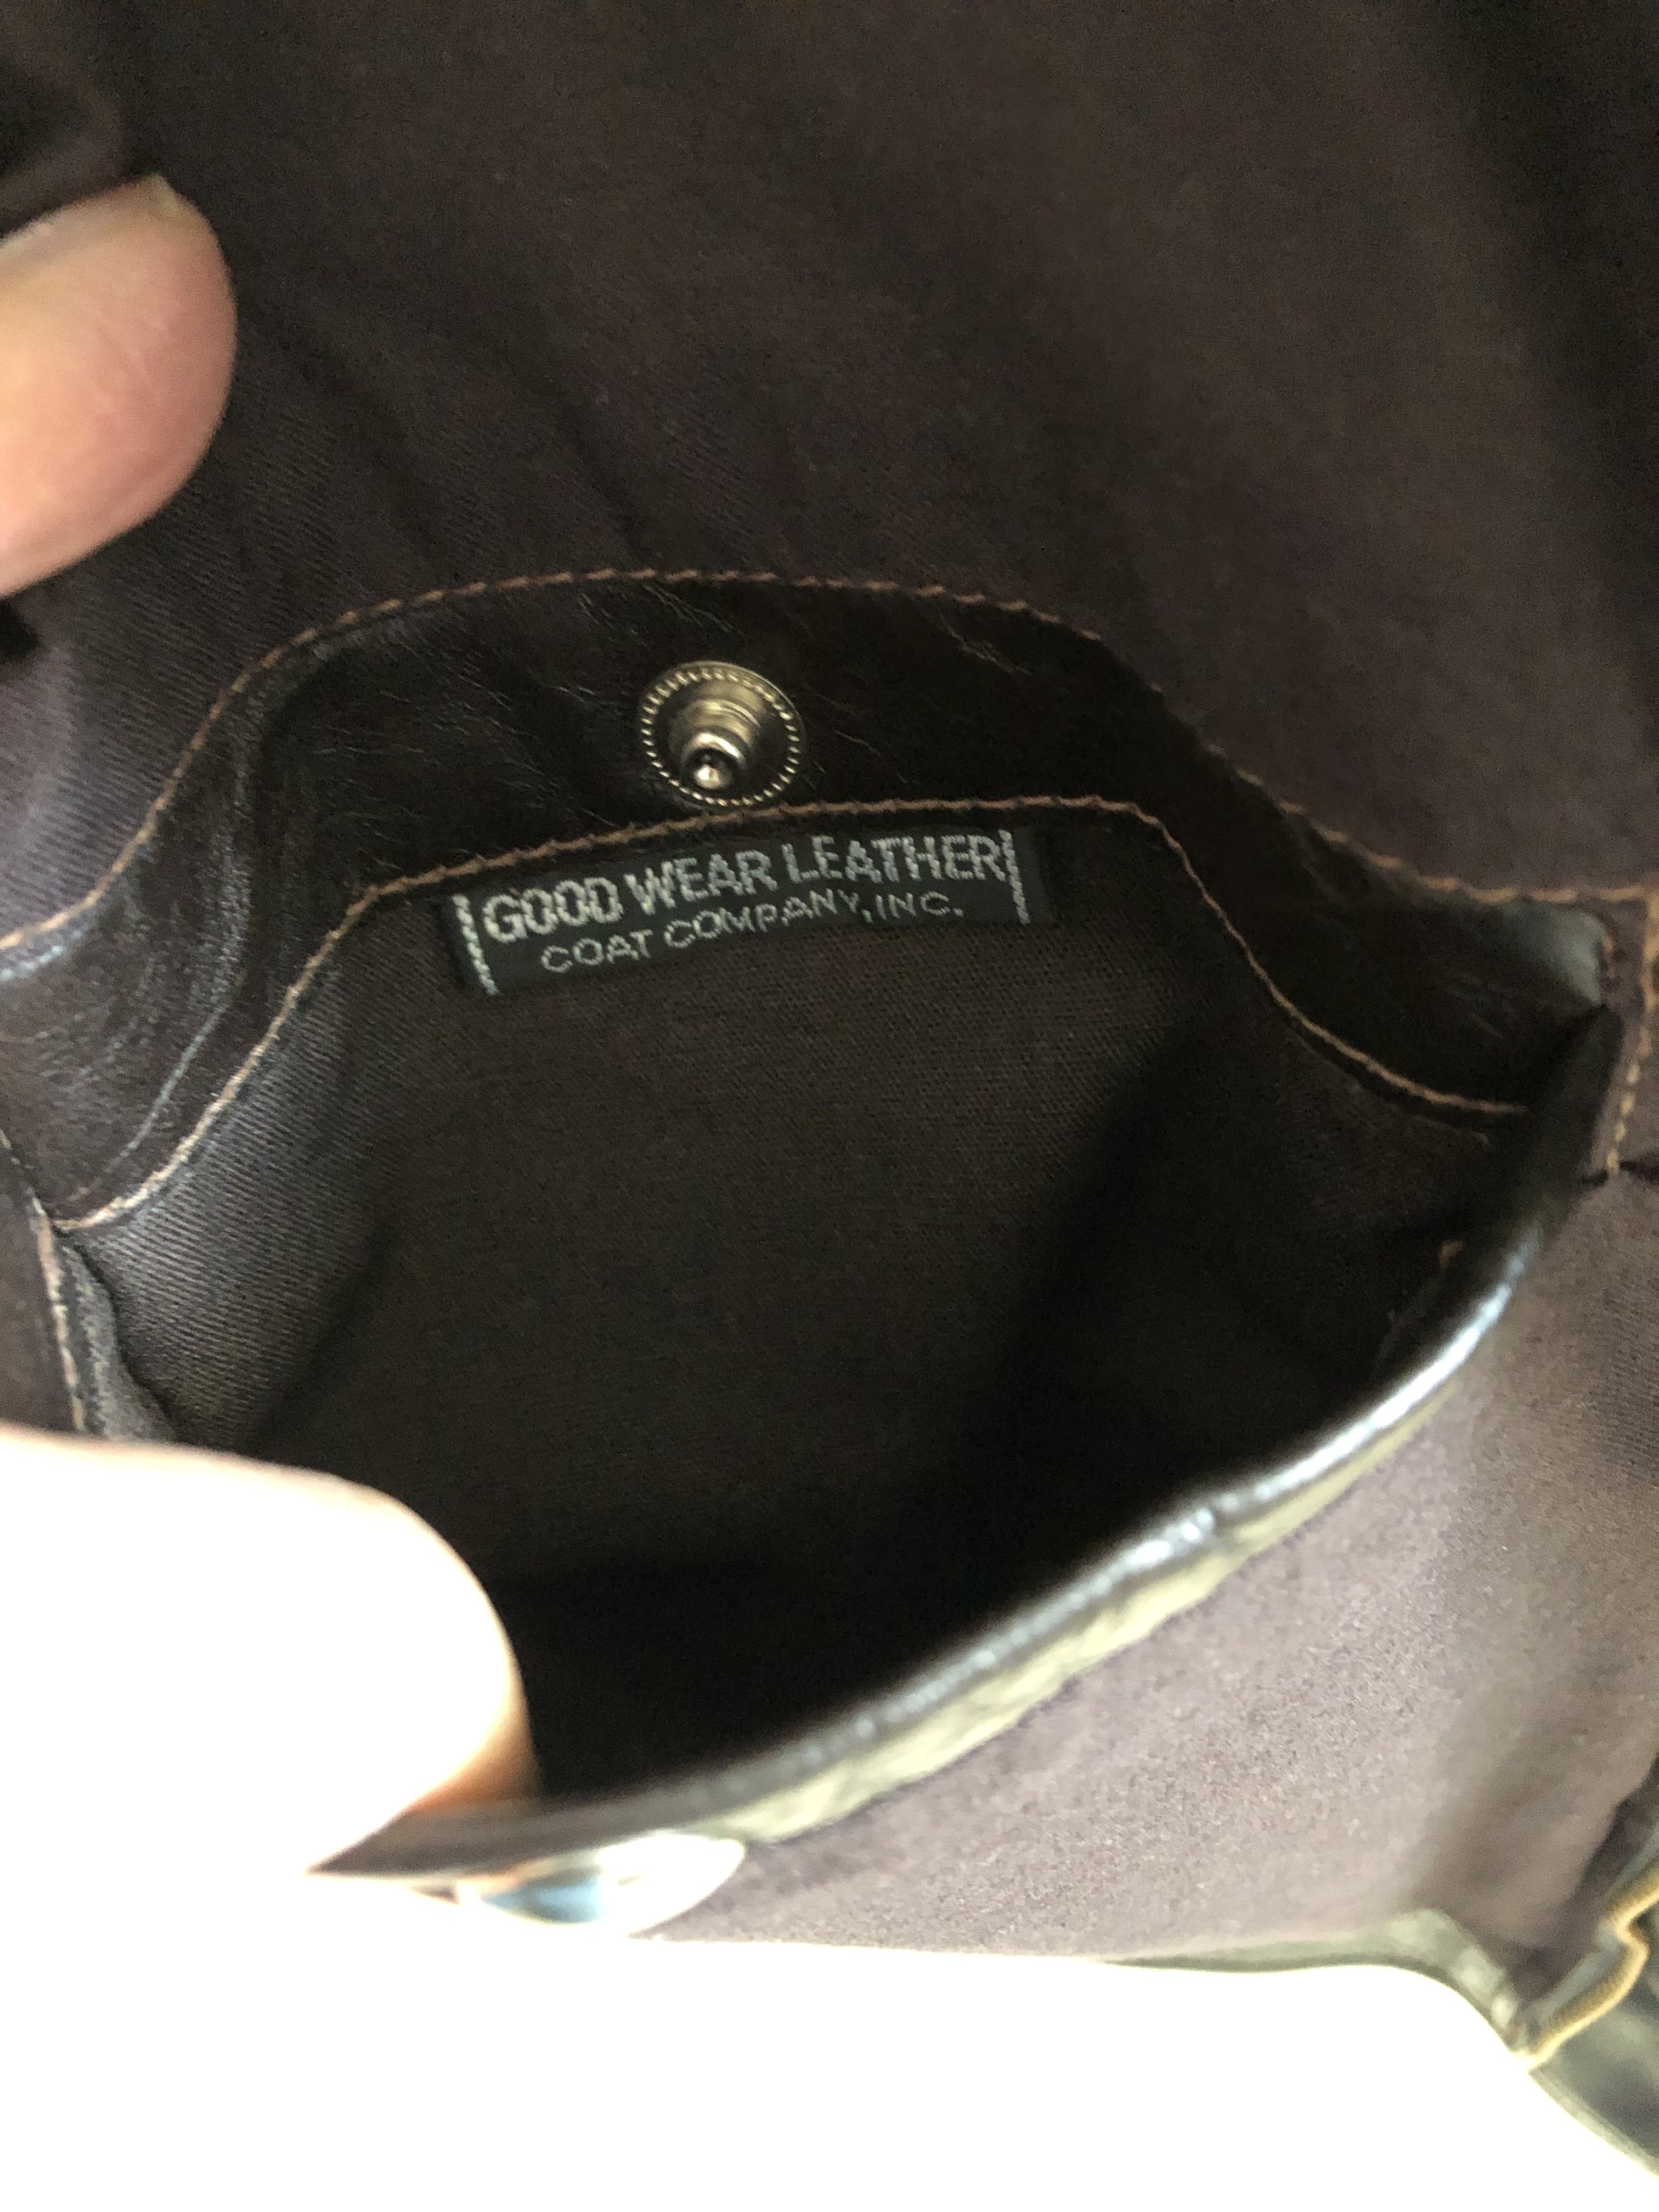 GOOD WEAR LEATHER
COAT COMPANY, INC.